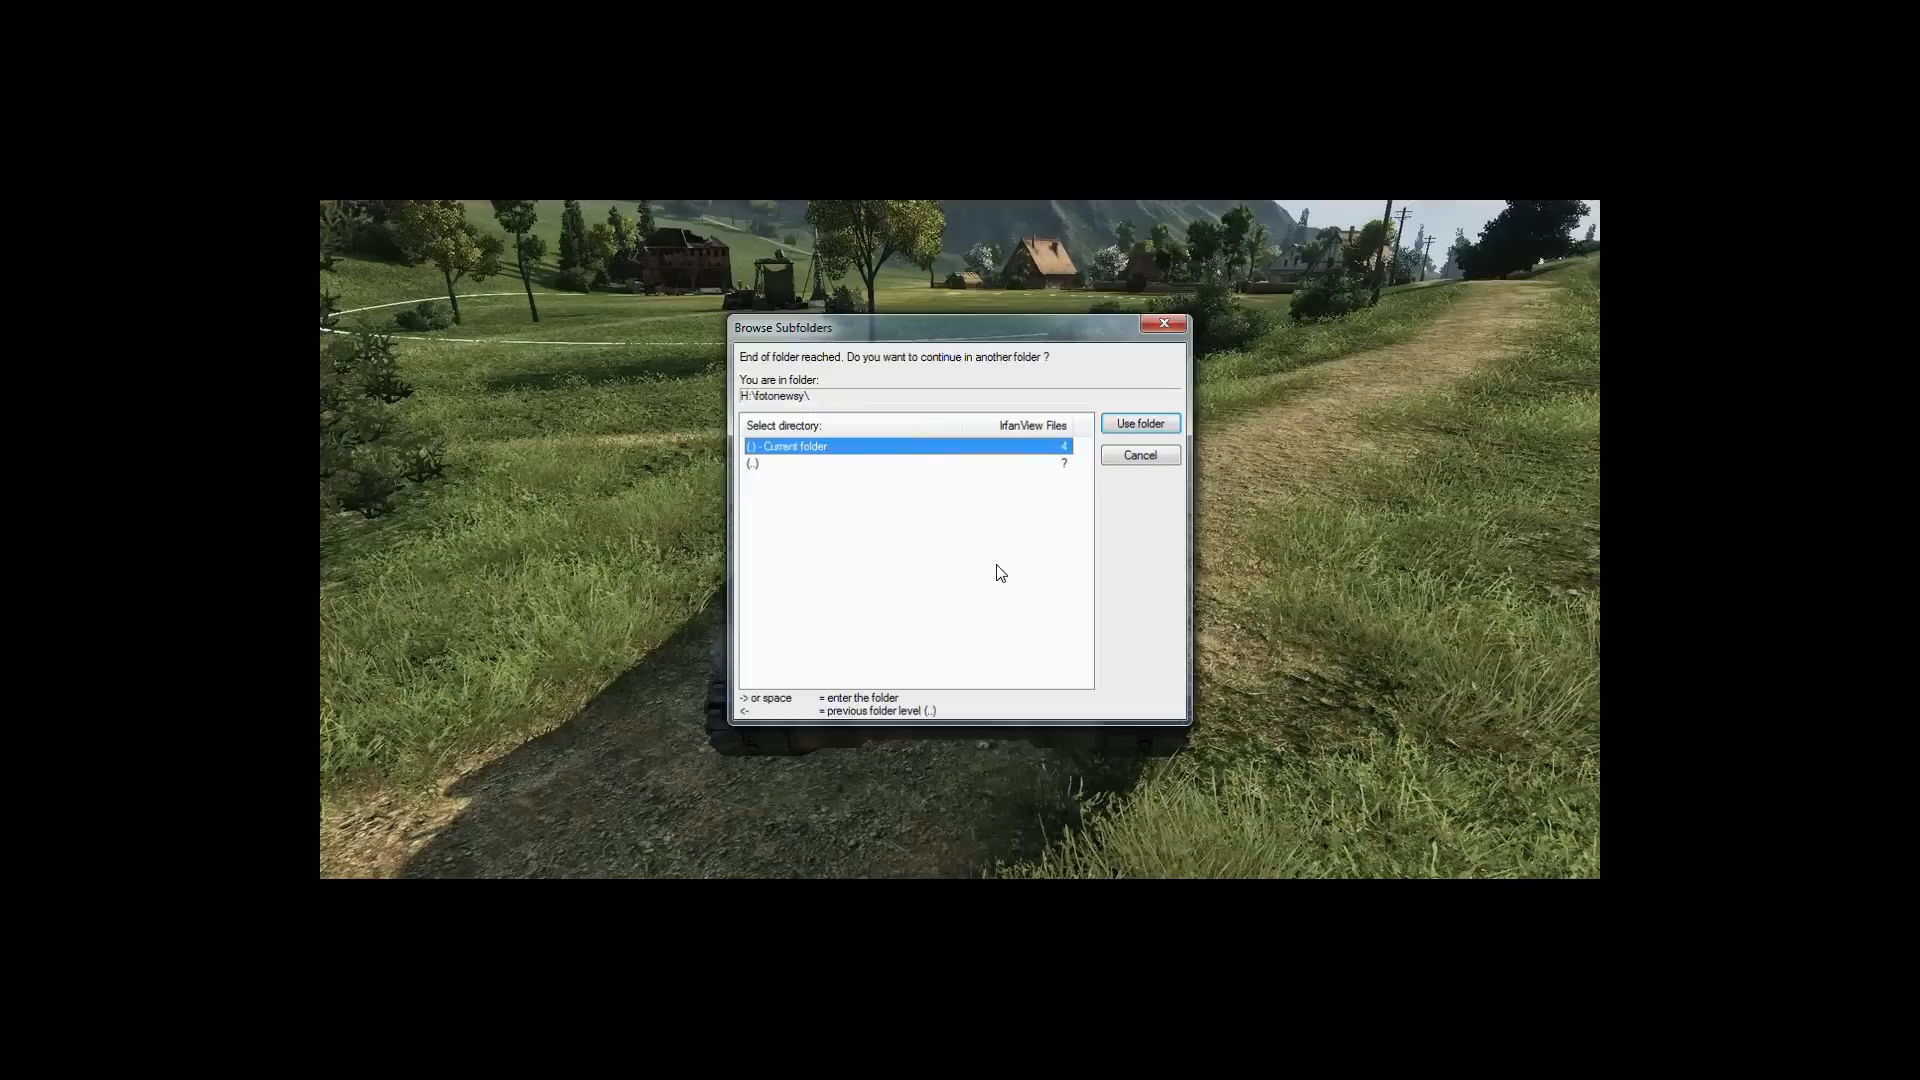 Browse Subfolders
End of folder reached. Do you want to continue in another folder ?
You are in folder:
H:\fotonewsy\
Select directory: IrfanView Files
(.) - Current folder 4
(..) ?
Use folder
Cancel
-> or space = enter the folder
<- = previous folder level (..)